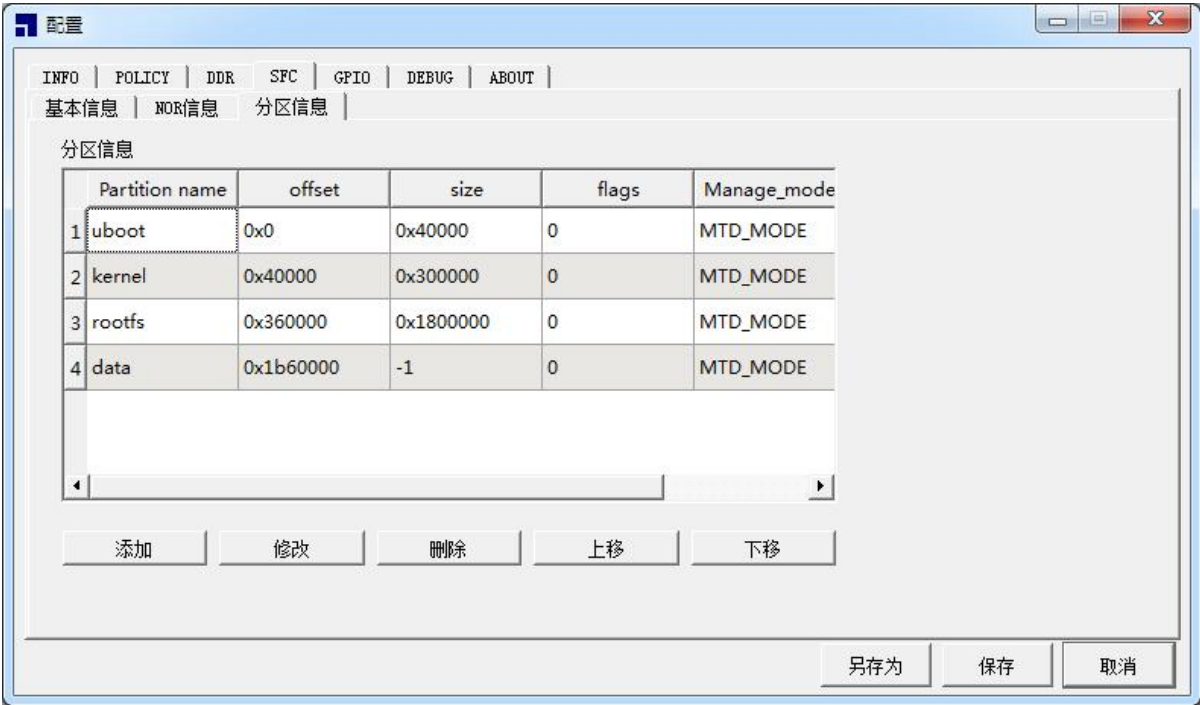 配置
INFO POLICY DDR SFC GPIO DEBUG ABOUT
基本信息 NOR信息 分区信息
分区信息
Partition name offset size flags Manage_mode
1 uboot 0x0 0x40000 0 MTD_MODE
2 kernel 0x40000 0x300000 0 MTD_MODE
3 rootfs 0x360000 0x1800000 0 MTD_MODE
4 data 0x1b60000 -1 0 MTD_MODE
添加 修改 删除 上移 下移
另存为 保存 取消